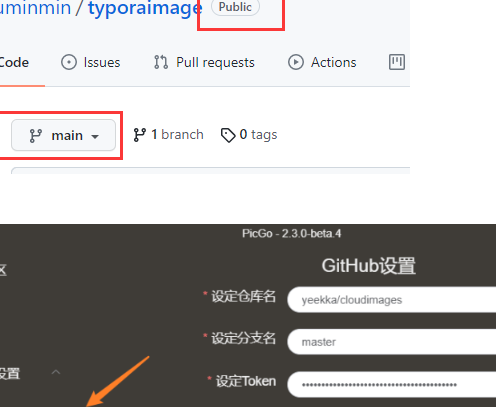 uminmin / typoraimage Public
Code Issues Pull requests Actions
main 1 branch 0 tags
PicGo - 2.3.0-beta.4
区 GitHub设置
* 设定仓库名 yeekka/cloudimages
* 设定分支名 master
设置
* 设定Token ••••••••••••••••••••••••••••••••••••••••